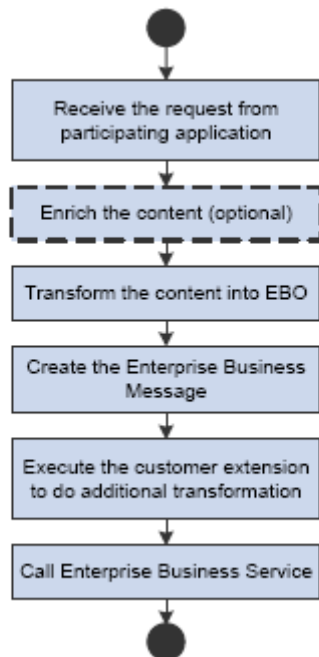 Receive the request from
participating application
Enrich the content (optional)
Transform the content into EBO
Create the Enterprise Business
Message
Execute the customer extension
to do additional transformation
Call Enterprise Business Service